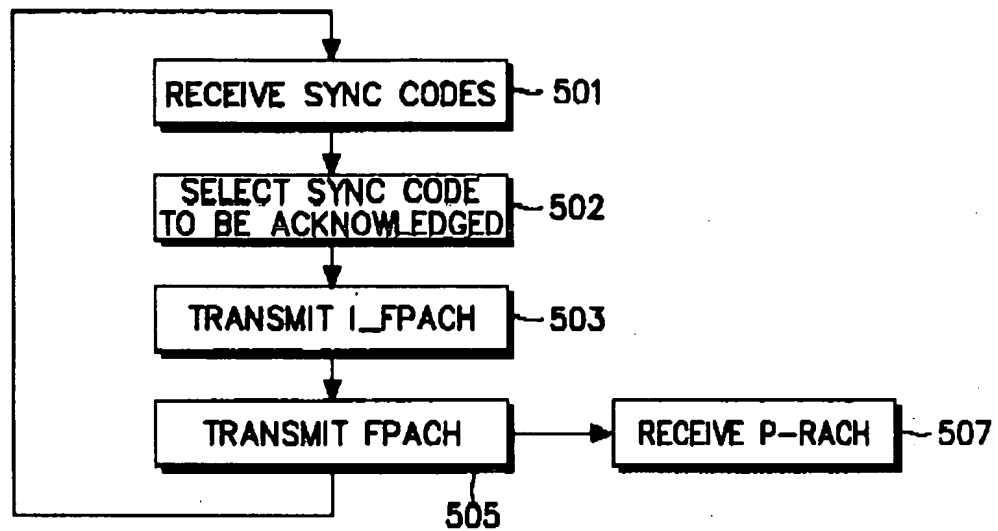 RECEIVE SYNC CODES
501
SELECT SYNC CODE
TO BE ACKNOWLEDGED
502
TRANSMIT I_FPACH
503
TRANSMIT FPACH
505
RECEIVE P-RACH
507